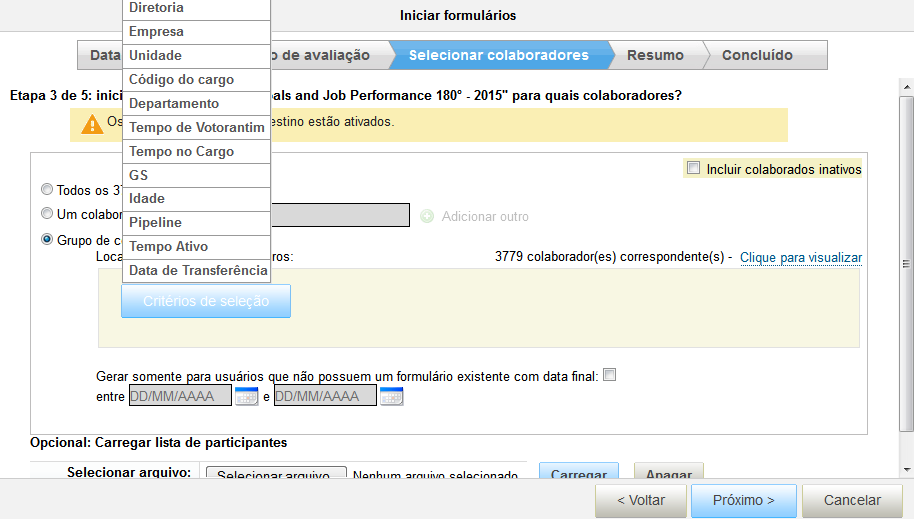 Iniciar formulários
Diretoria
Empresa
Unidade
Código do cargo
Departamento
Tempo de Votorantim
Tempo no Cargo
GS
Idade
Pipeline
Tempo Ativo
Data de Transferência
Critérios de seleção
Data o de avaliação Selecionar colaboradores Resumo Concluído
Etapa 3 de 5: inici als and Job Performance 180° - 2015" para quais colaboradores?
Os estino estão ativados.
Incluir colaborados inativos
Todos os 37
Um colabor Adicionar outro
Grupo de c
Loca ros: 3779 colaborador(es) correspondente(s) - Clique para visualizar
Gerar somente para usuários que não possuem um formulário existente com data final:
entre DD/MM/AAAA e DD/MM/AAAA
Opcional: Carregar lista de participantes
Selecionar arquivo: Selecionar arquivo Nenhum arquivo selecionado Carregar Apagar
< Voltar Próximo > Cancelar